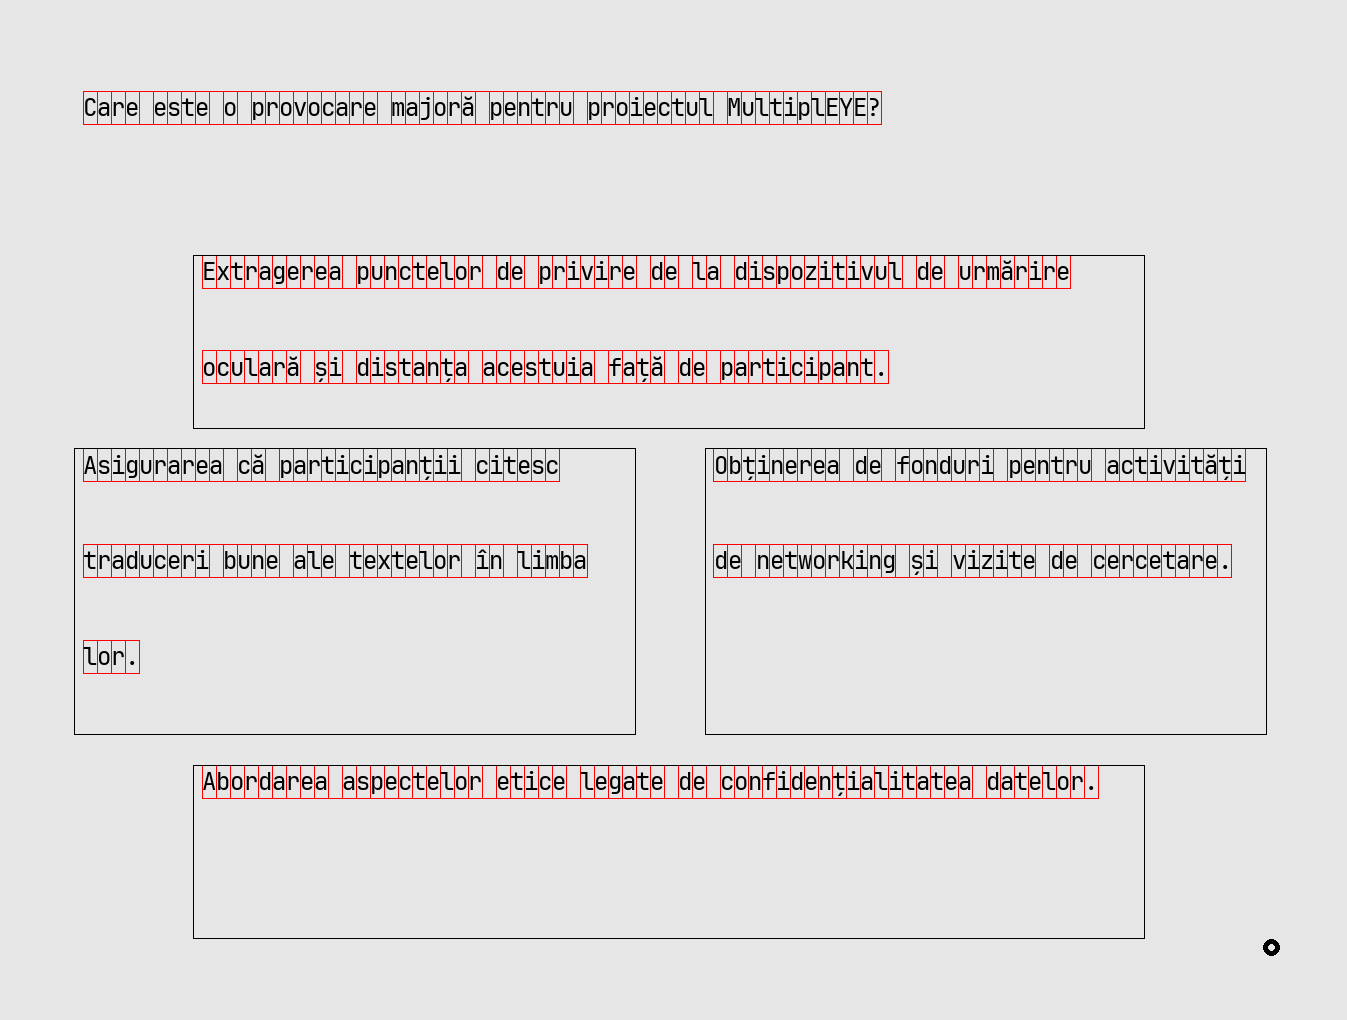 Care este o provocare majoră pentru proiectul MultiplEYE?
Extragerea punctelor de privire de la dispozitivul de urmărire
oculară și distanța acestuia față de participant.
Asigurarea că participanții citesc
traduceri bune ale textelor în limba
lor.
Obținerea de fonduri pentru activități
de networking și vizite de cercetare.
Abordarea aspectelor etice legate de confidențialitatea datelor.